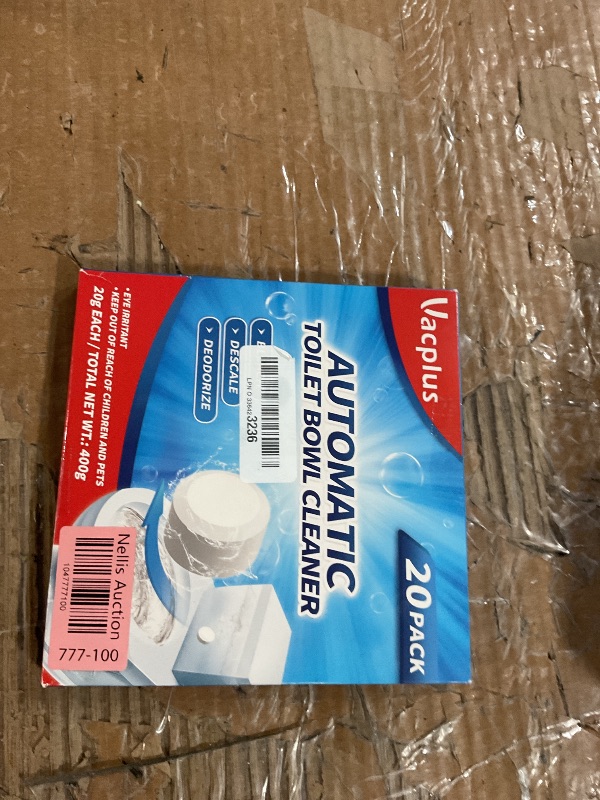 Vacplus
20 PACK
AUTOMATIC
TOILET BOWL CLEANER
DESCALE
DEODORIZE
3236
• EYE IRRITANT
• KEEP OUT OF REACH OF CHILDREN AND PETS
20g EACH / TOTAL NET WT.: 400g
Nellis Auction
1047777100
777-100